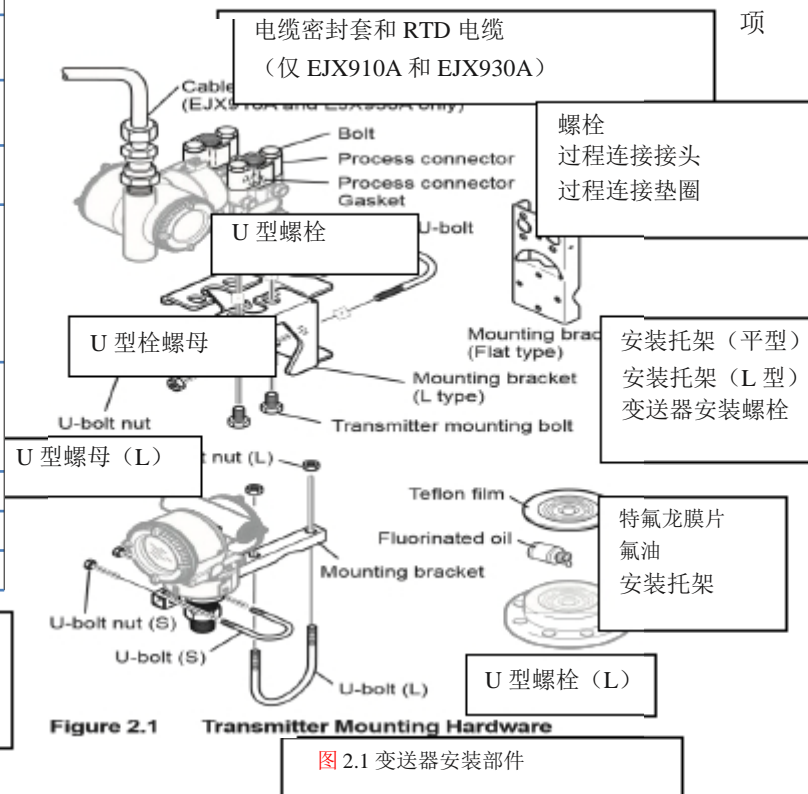 项
电缆密封套和 RTD 电缆
（仅 EJX910A 和 EJX930A）
Cable
(EJX910A and EJX930A only)
螺栓
过程连接接头
过程连接垫圈
Bolt
Process connector
Process connector
Gasket
U 型螺栓
U-bolt
U 型栓螺母
Mounting
(Flat type)
安装托架（平型）
安装托架（L 型）
变送器安装螺栓
Mounting bracket
(L type)
U-bolt nut
Transmitter mounting bolt
U 型螺母（L）
nut (L)
Teflon film
特氟龙膜片
氟油
安装托架
Fluorinated oil
Mounting bracket
U-bolt nut (S)
U-bolt (S)
U-bolt (L)
U 型螺栓（L）
Figure 2.1 Transmitter Mounting Hardware
图 2.1 变送器安装部件